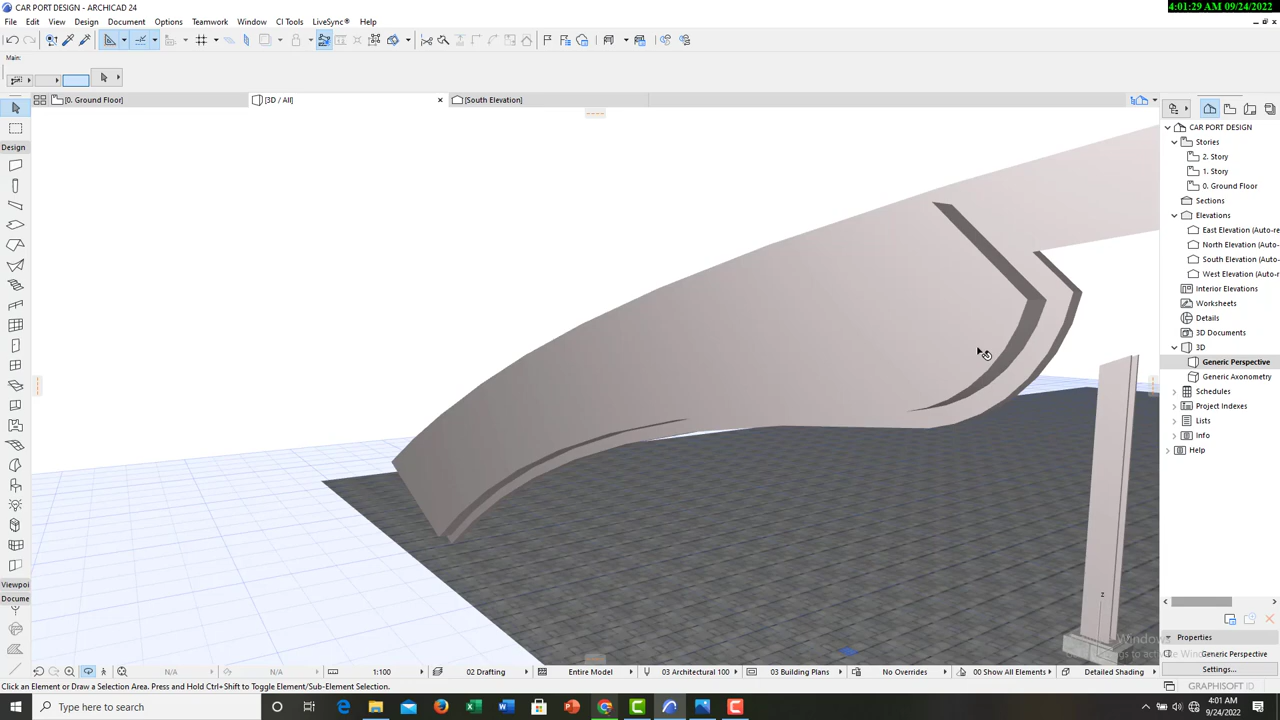 CAR PORT DESIGN - ARCHICAD 24
4:01:29 AM 09/24/2022
File Edit View Design Document Options Teamwork Window CI Tools LiveSync® Help
Main:
[0. Ground Floor]
[3D / All]
[South Elevation]
CAR PORT DESIGN
Stories
2. Story
1. Story
0. Ground Floor
Sections
Elevations
East Elevation (Auto-re
North Elevation (Auto-r
South Elevation (Auto-
West Elevation (Auto-r
Interior Elevations
Worksheets
Details
3D Documents
3D
Generic Perspective
Generic Axonometry
Schedules
Project Indexes
Lists
Info
Help
Design
Viewpoi
Docume
z
Properties
Generic Perspective
Settings...
N/A
N/A
1:100
02 Drafting
Entire Model
03 Architectural 100
03 Building Plans
No Overrides
00 Show All Elements
Detailed Shading
Click an Element or Draw a Selection Area. Press and Hold Ctrl+Shift to Toggle Element/Sub-Element Selection.
GRAPHISOFT ID
Type here to search
4:01 AM
9/24/2022